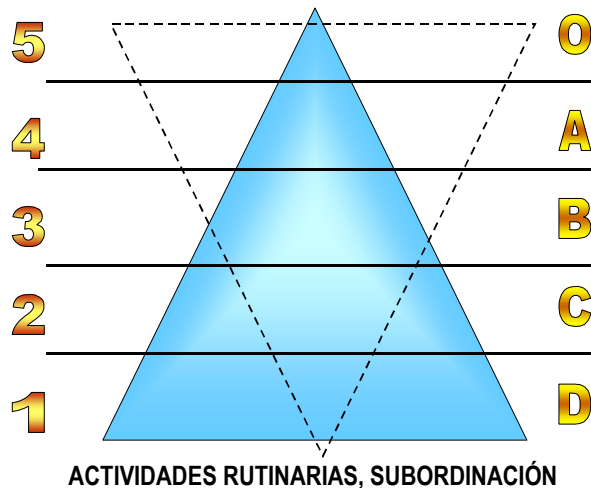 5 O
4 A
3 B
2 C
1 D
ACTIVIDADES RUTINARIAS, SUBORDINACIÓN